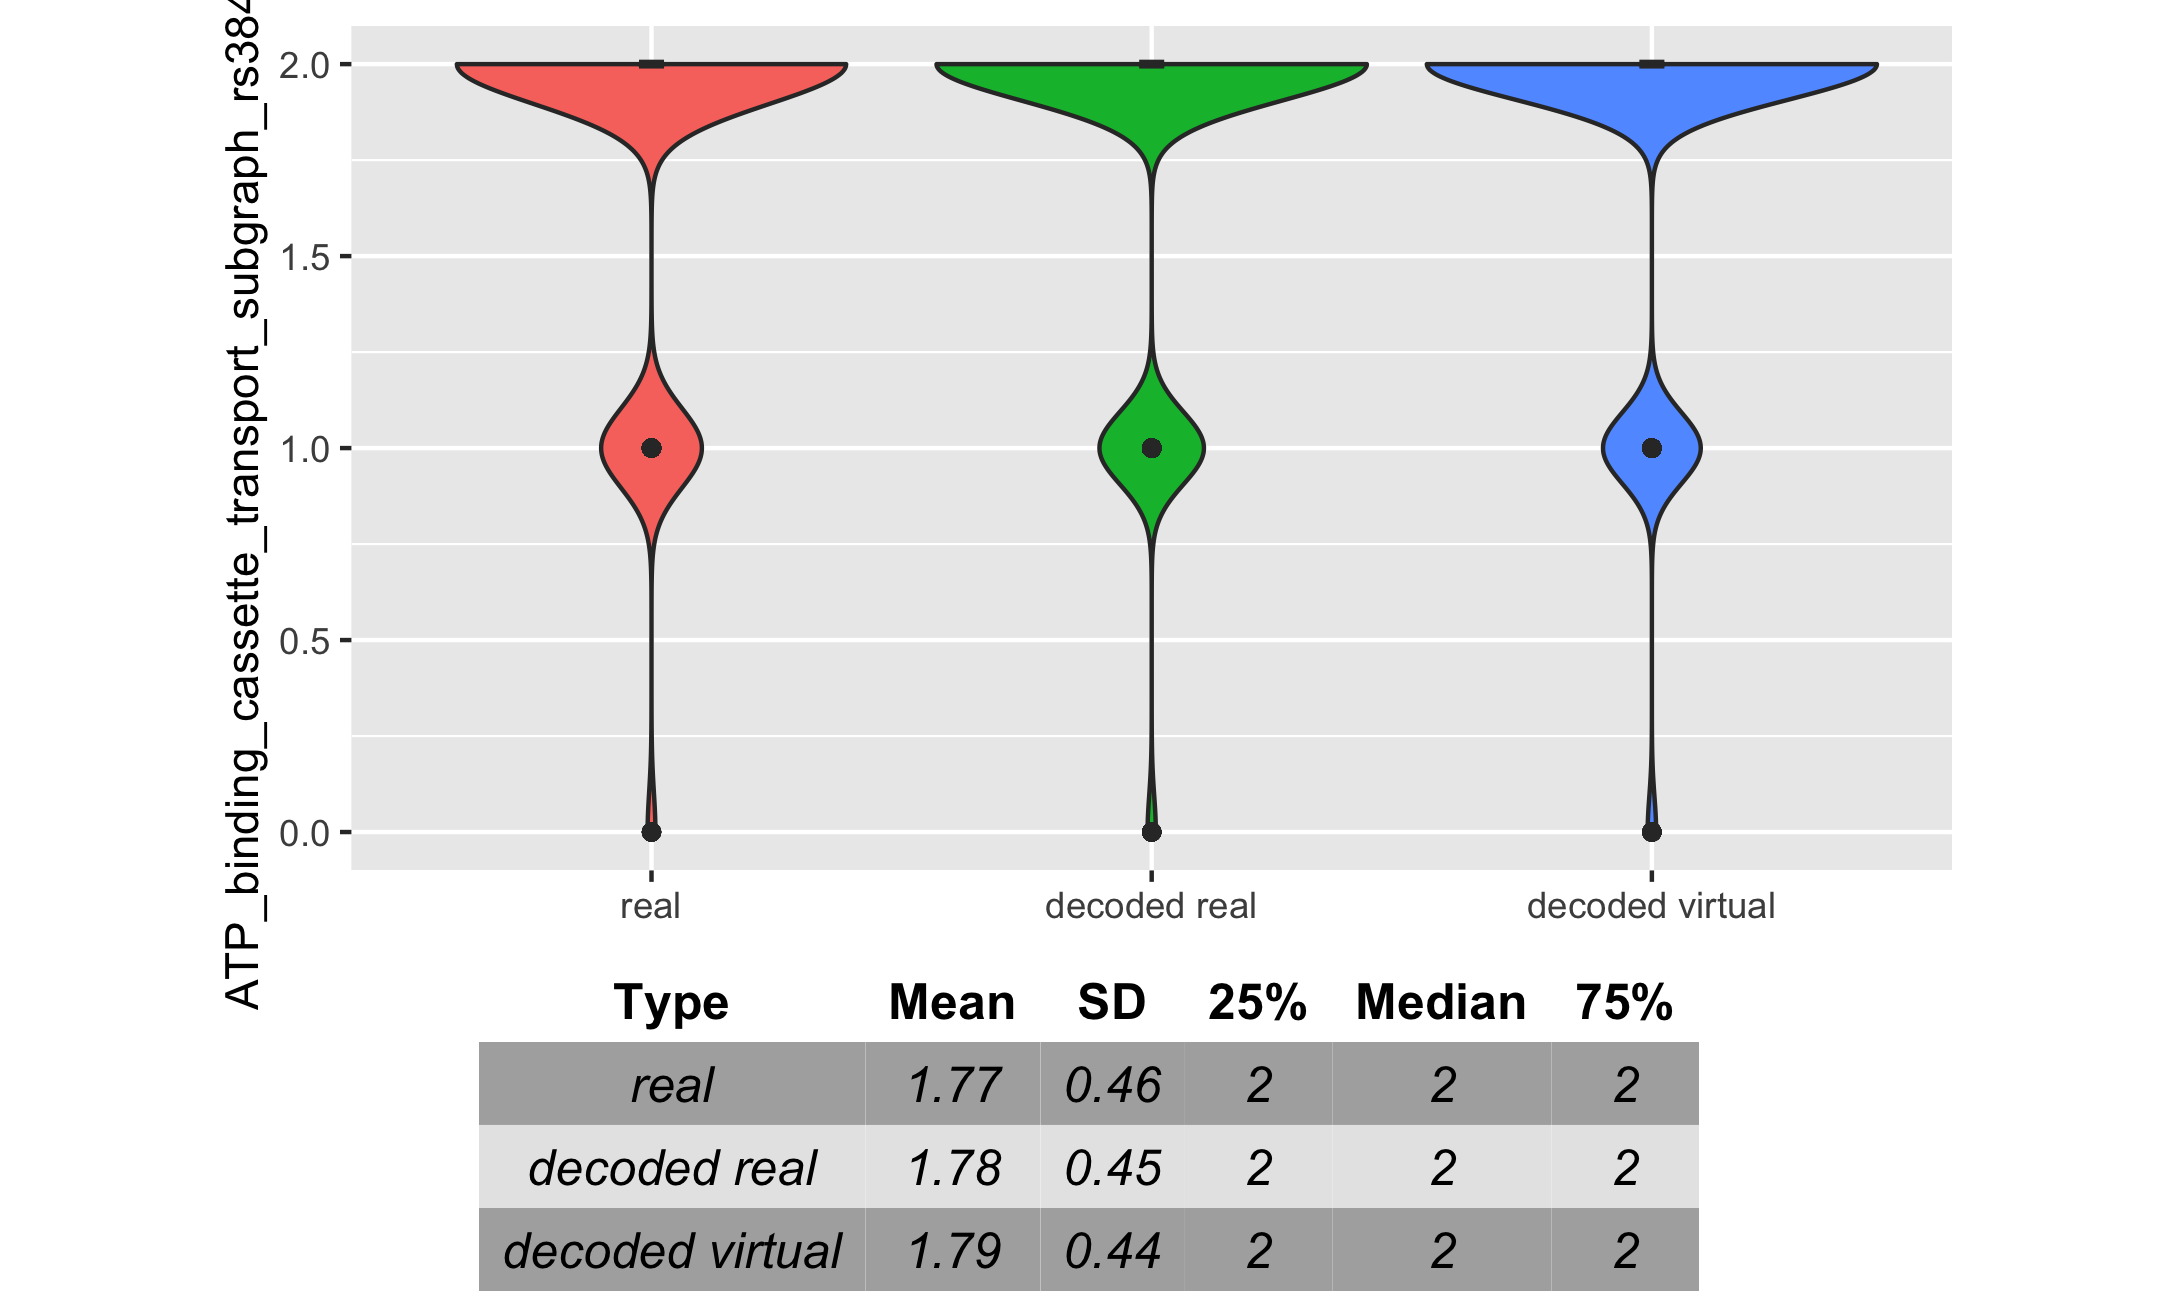 ATP_binding_cassette_transport_subgraph_rs384
2.0
1.5
1.0
0.5
0.0
real decoded real decoded virtual
Type Mean SD 25% Median 75%
real 1.77 0.46 2 2 2
decoded real 1.78 0.45 2 2 2
decoded virtual 1.79 0.44 2 2 2